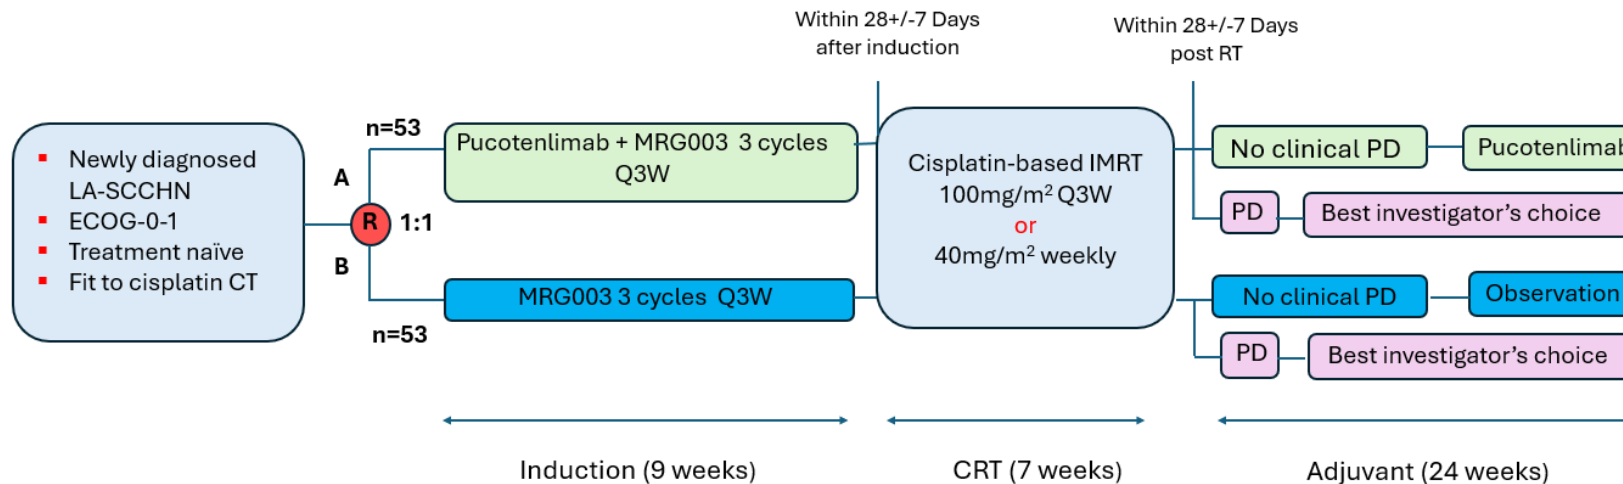 Within 28+/-7 Days
after induction
Within 28+/-7 Days
post RT
▪ Newly diagnosed
LA-SCCHN
▪ ECOG-0-1
▪ Treatment naïve
▪ Fit to cisplatin CT
n=53
A
R 1:1
B
n=53
Pucotenlimab + MRG003 3 cycles
Q3W
MRG003 3 cycles Q3W
Cisplatin-based IMRT
100mg/m² Q3W
or
40mg/m² weekly
No clinical PD
Pucotenlimab
PD
Best investigator's choice
No clinical PD
Observation
PD
Best investigator's choice
Induction (9 weeks)
CRT (7 weeks)
Adjuvant (24 weeks)